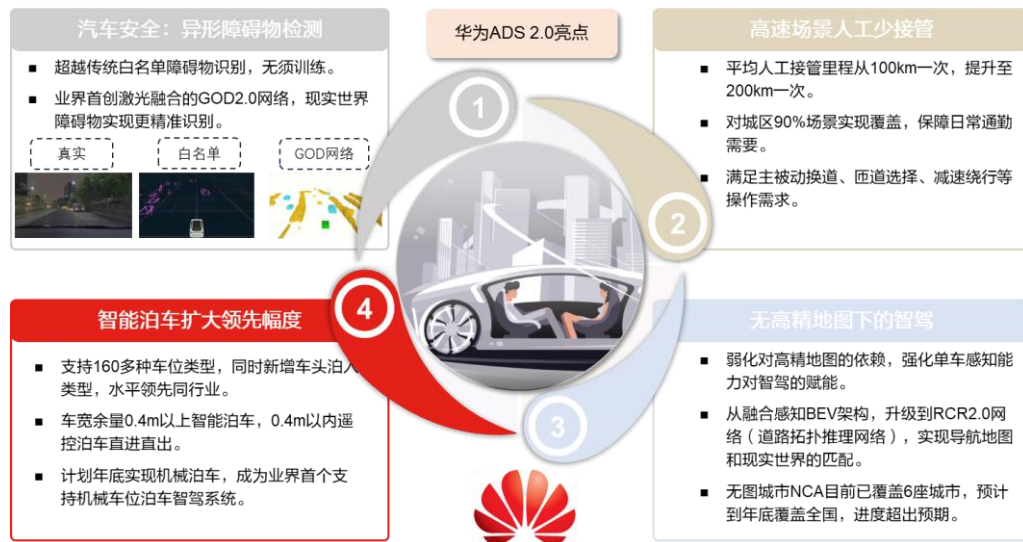 华为ADS 2.0亮点
汽车安全：异形障碍物检测
■ 超越传统白名单障碍物识别，无须训练。
■ 业界首创激光融合的GOD2.0网络，现实世界
障碍物实现更精准识别。
真实
白名单
GOD网络
1
高速场景人工少接管
■ 平均人工接管里程从100km一次，提升至
200km一次。
■ 对城区90%场景实现覆盖，保障日常通勤
需要。
■ 满足主被动换道、匝道选择、减速绕行等
操作需求。
2
无高精地图下的智驾
■ 弱化对高精地图的依赖，强化单车感知能
力对智驾的赋能。
■ 从融合感知BEV架构，升级到RCR2.0网
络（道路拓扑推理网络），实现导航地图
和现实世界的匹配。
■ 无图城市NCA目前已覆盖6座城市，预计
到年底覆盖全国，进度超出预期。
3
智能泊车扩大领先幅度
■ 支持160多种车位类型，同时新增车头泊入
类型，水平领先同行业。
■ 车宽余量0.4m以上智能泊车，0.4m以内遥
控泊车直进直出。
■ 计划年底实现机械泊车，成为业界首个支
持机械车位泊车智驾系统。
4